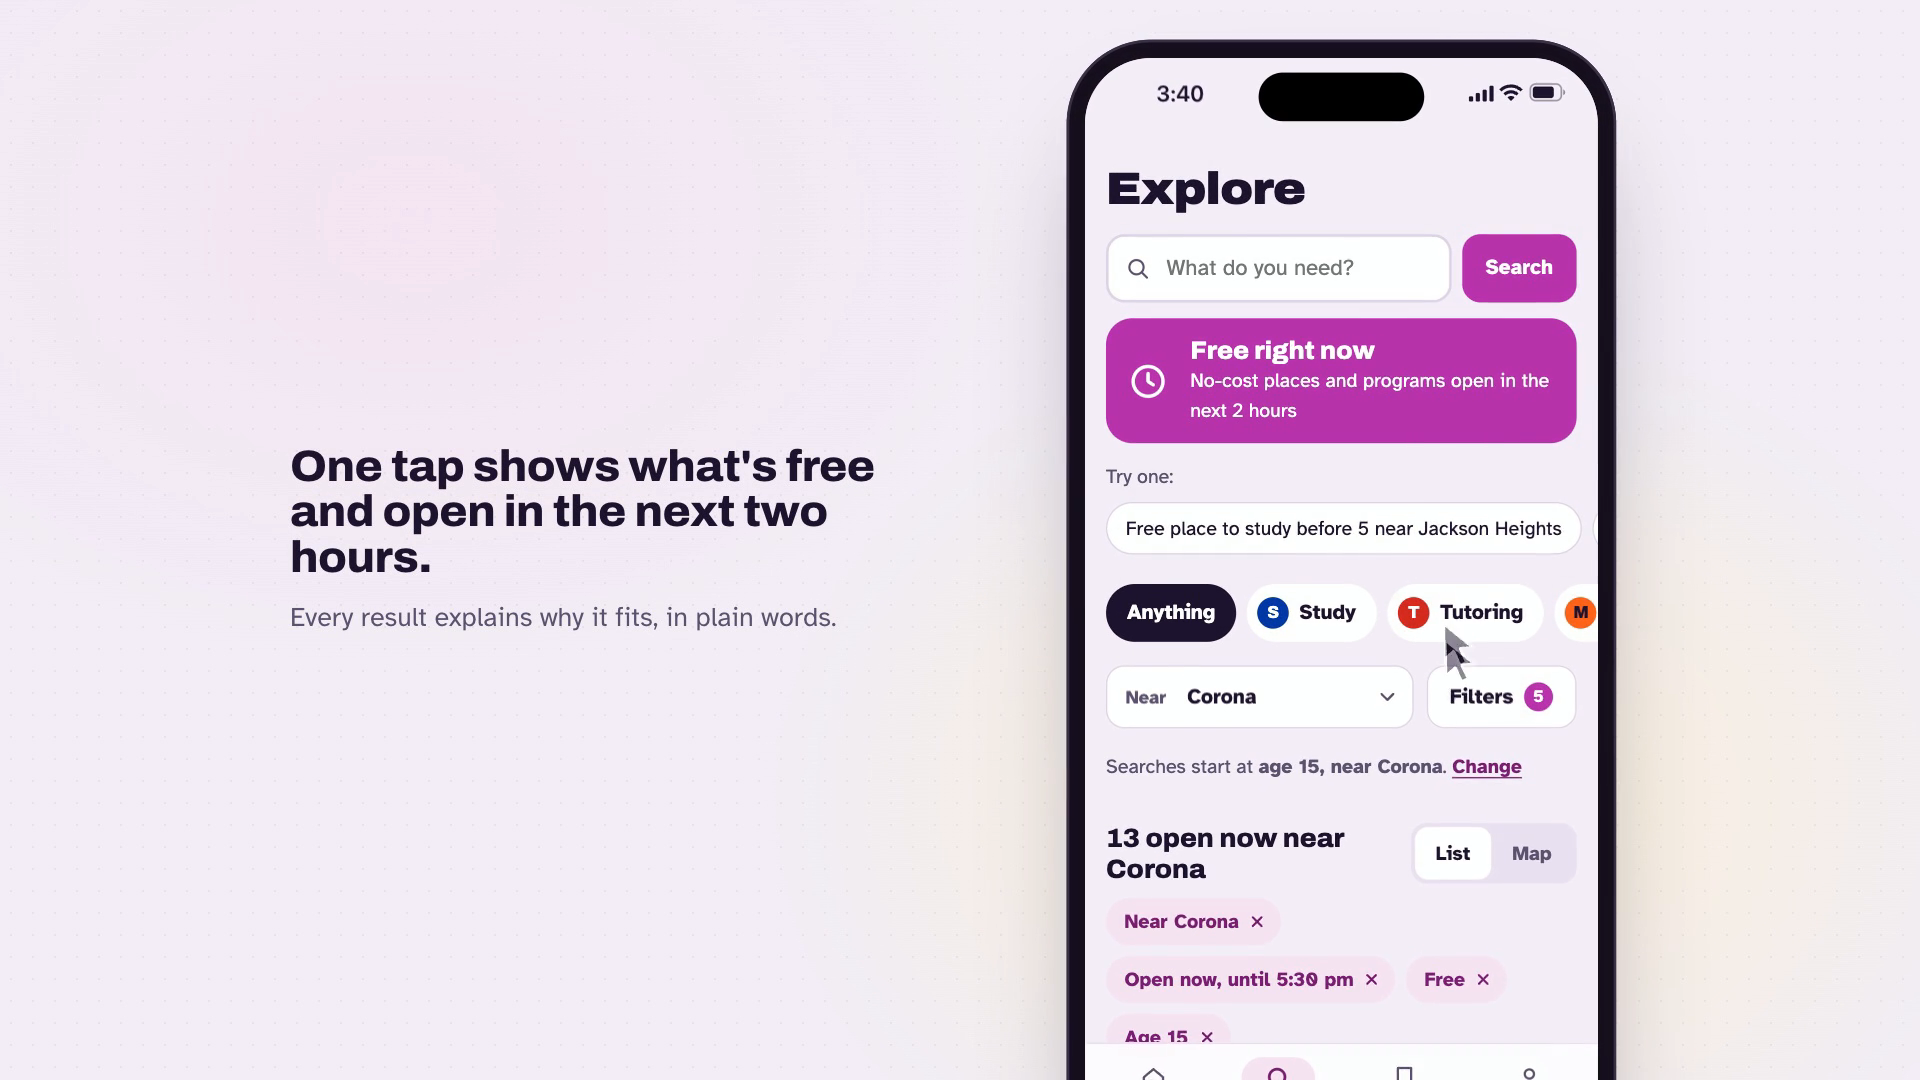 One tap shows what's free
and open in the next two
hours.
Every result explains why it fits, in plain words.
3:40
Explore
What do you need?
Search
Free right now
No-cost places and programs open in the
next 2 hours
Try one:
Free place to study before 5 near Jackson Heights
Anything
S Study
T Tutoring
M
Near Corona
Filters 5
Searches start at age 15, near Corona. Change
13 open now near
Corona
List
Map
Near Corona ×
Open now, until 5:30 pm ×
Free ×
Age 15 ×